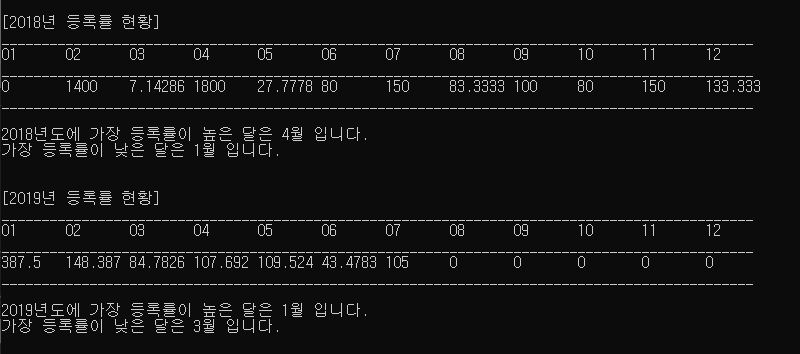 [2018년 등록률 현황]
01 02 03 04 05 06 07 08 09 10 11 12
0 1400 7.14286 1800 27.7778 80 150 83.3333 100 80 150 133.333
2018년도에 가장 등록률이 높은 달은 4월 입니다.
가장 등록률이 낮은 달은 1월 입니다.
[2019년 등록률 현황]
01 02 03 04 05 06 07 08 09 10 11 12
387.5 148.387 84.7826 107.692 109.524 43.4783 105 0 0 0 0 0
2019년도에 가장 등록률이 높은 달은 1월 입니다.
가장 등록률이 낮은 달은 3월 입니다.